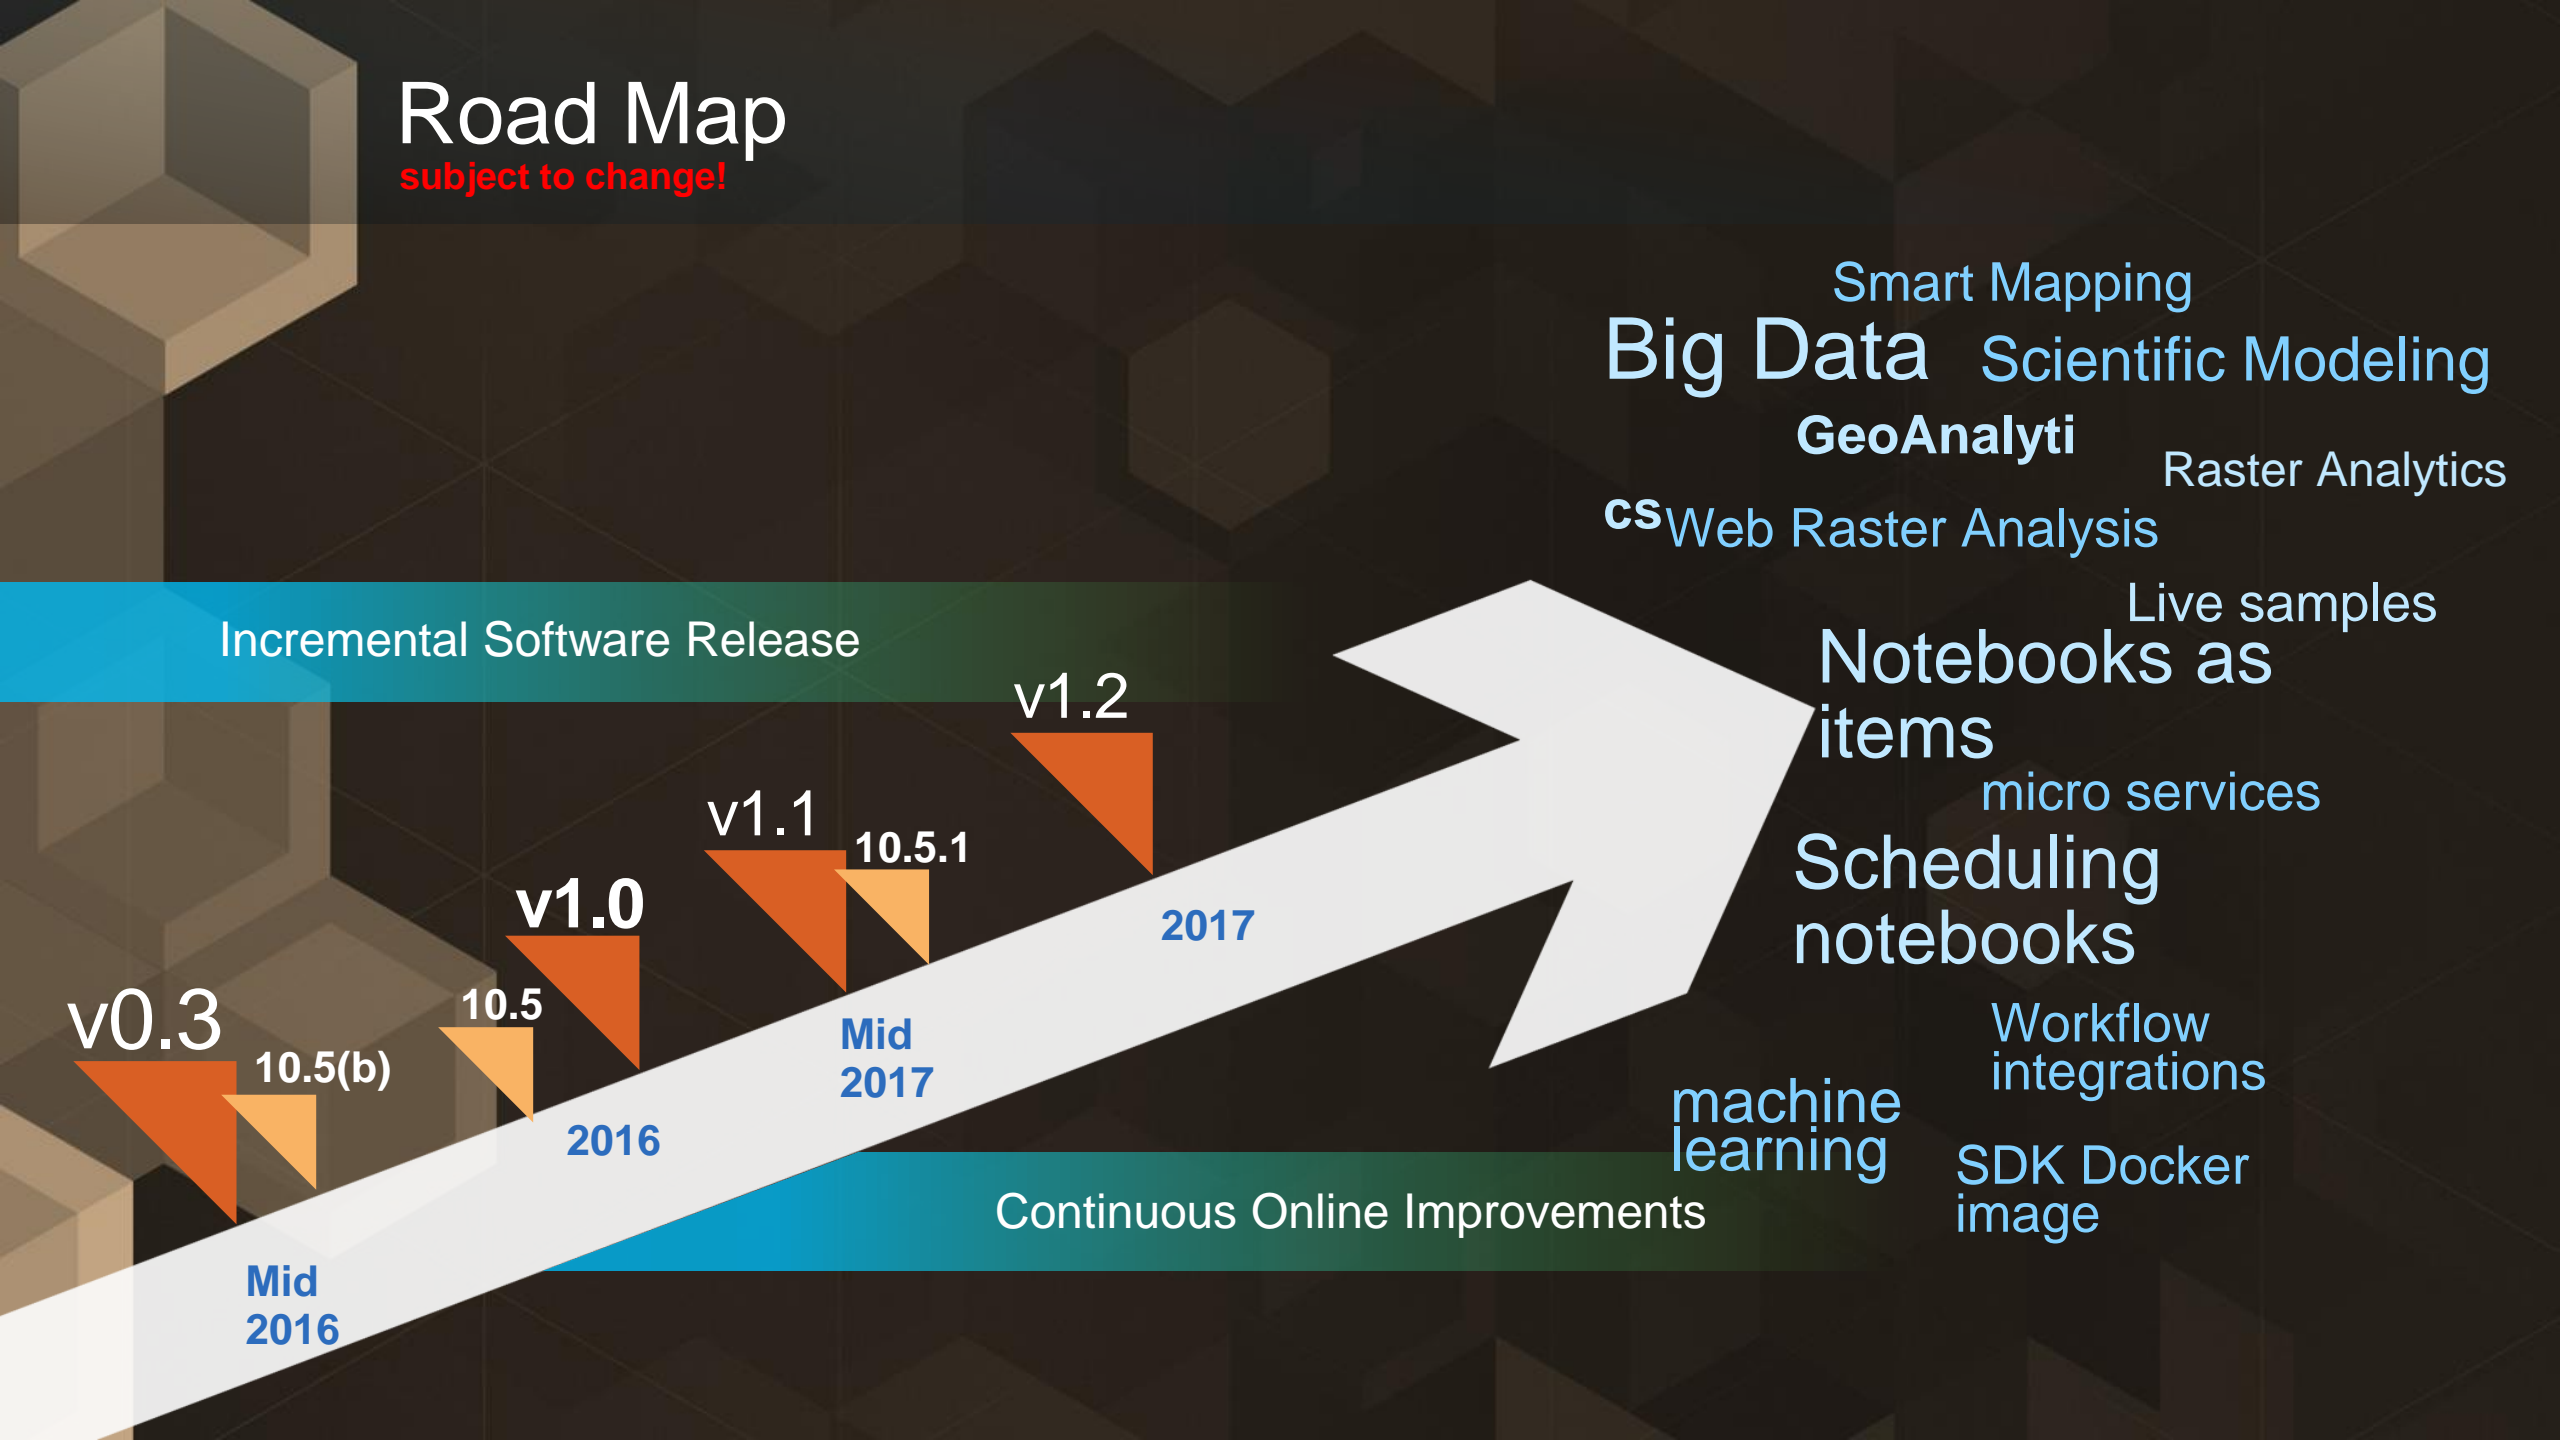 Road Map
subject to change!
Smart Mapping
Big Data
Scientific Modeling
GeoAnalyti
cs
Raster Analytics
Web Raster Analysis
Live samples
Incremental Software Release
Notebooks as
items
v1.2
micro services
v1.1
10.5.1
Scheduling
notebooks
v1.0
2017
v0.3
10.5
10.5(b)
Mid
2017
Workflow
integrations
machine
learning
2016
SDK Docker
image
Continuous Online Improvements
Mid
2016